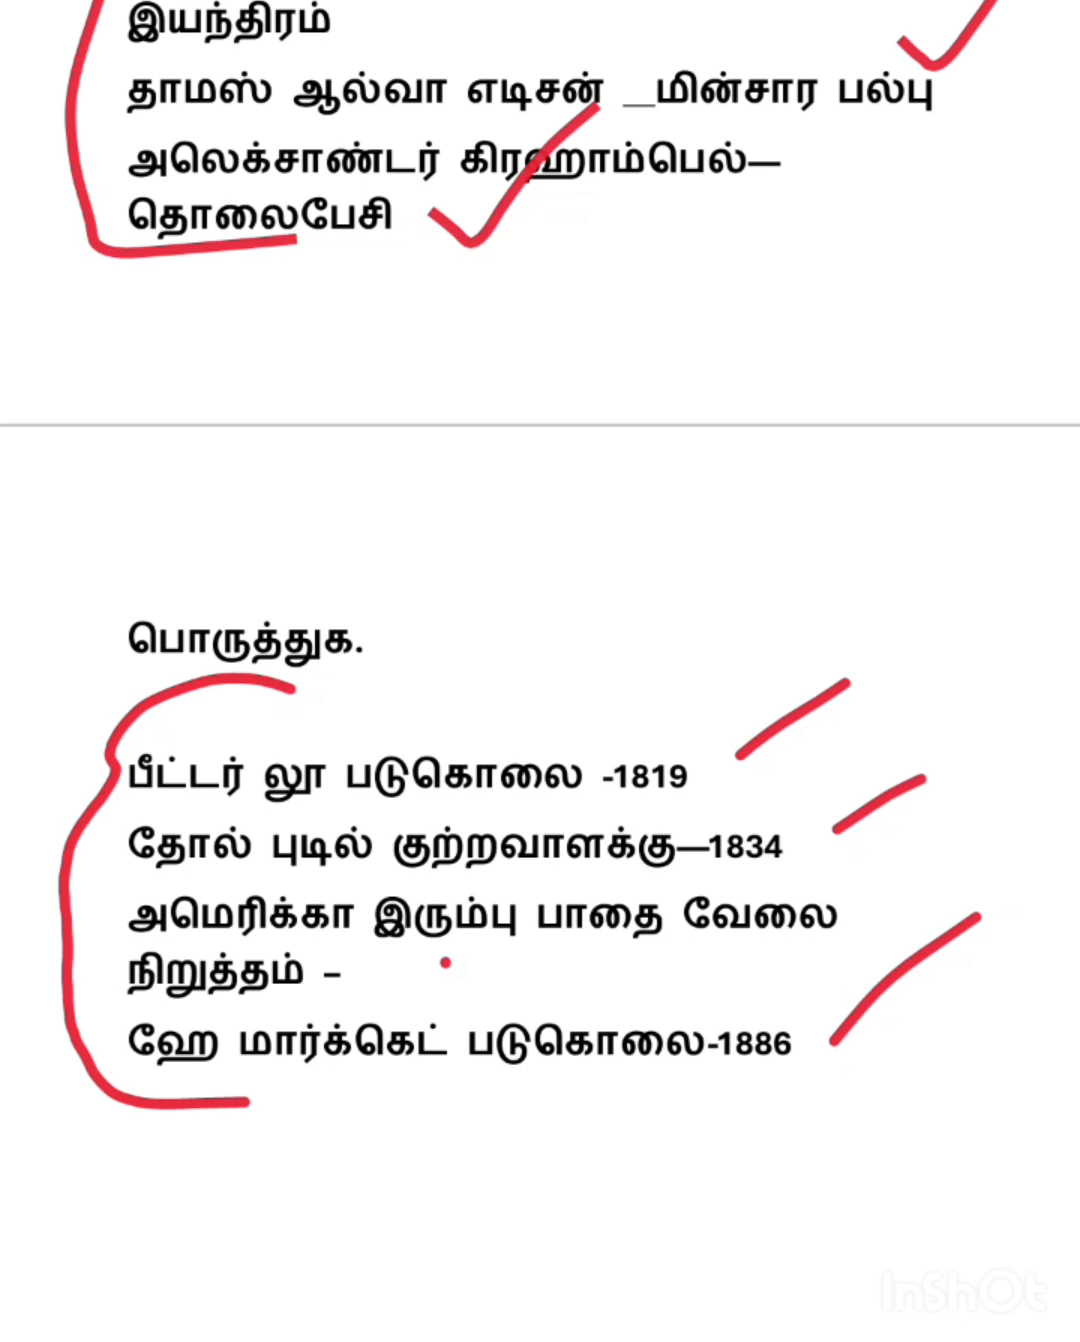 இயந்திரம்
தாமஸ் ஆல்வா எடிசன் __மின்சார பல்பு
அலெக்சாண்டர் கிரஹாம்பெல்—
தொலைபேசி
பொருத்துக.
பீட்டர் லூ படுகொலை -1819
தோல் புடில் குற்றவாளக்கு—1834
அமெரிக்கா இரும்பு பாதை வேலை
நிறுத்தம் –
ஹே மார்க்கெட் படுகொலை-1886
InShOt